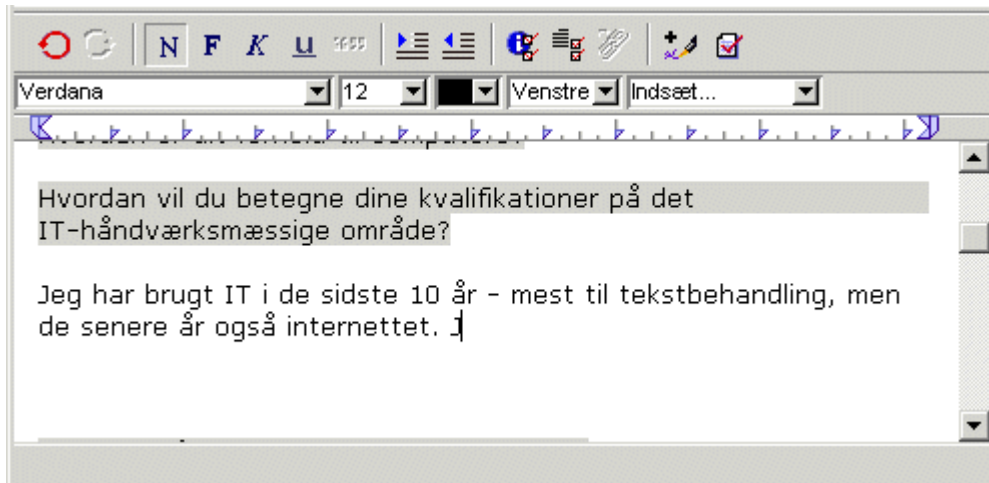 N F K U
Verdana 12 Venstre Indsæt...
Hvordan vil du betegne dine kvalifikationer på det
IT-håndværksmæssige område?
Jeg har brugt IT i de sidste 10 år - mest til tekstbehandling, men
de senere år også internettet. J